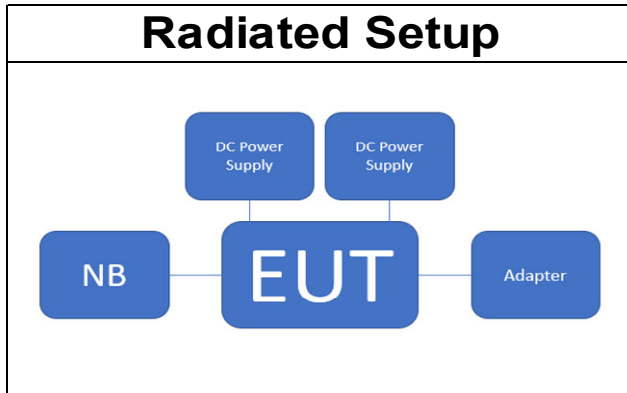 Radiated Setup
DC Power
Supply
DC Power
Supply
NB
EUT
Adapter